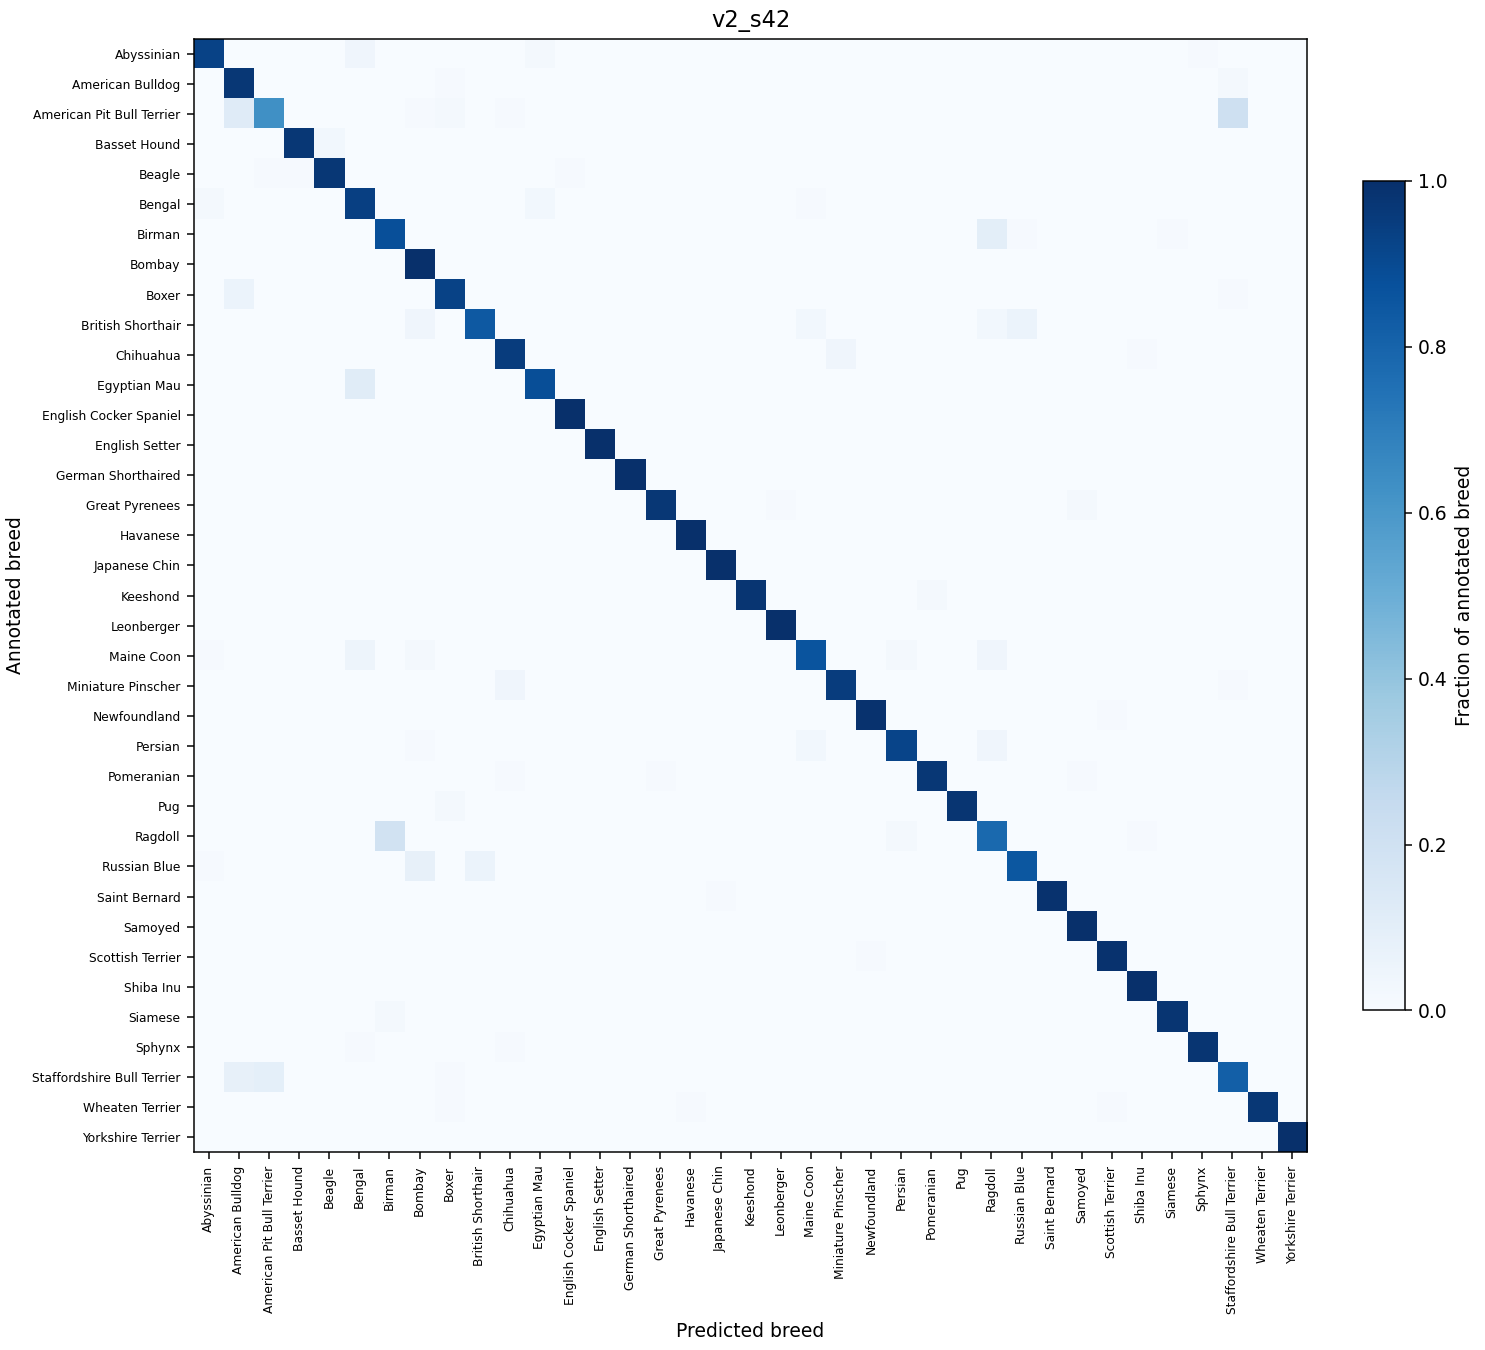 v2_s42
Abyssinian
American Bulldog
American Pit Bull Terrier
Basset Hound
Beagle
Bengal
Birman
Bombay
Boxer
British Shorthair
Chihuahua
Egyptian Mau
English Cocker Spaniel
English Setter
German Shorthaired
Great Pyrenees
Havanese
Japanese Chin
Keeshond
Leonberger
Maine Coon
Miniature Pinscher
Newfoundland
Persian
Pomeranian
Pug
Ragdoll
Russian Blue
Saint Bernard
Samoyed
Scottish Terrier
Shiba Inu
Siamese
Sphynx
Staffordshire Bull Terrier
Wheaten Terrier
Yorkshire Terrier
Annotated breed
Abyssinian
American Bulldog
American Pit Bull Terrier
Basset Hound
Beagle
Bengal
Birman
Bombay
Boxer
British Shorthair
Chihuahua
Egyptian Mau
English Cocker Spaniel
English Setter
German Shorthaired
Great Pyrenees
Havanese
Japanese Chin
Keeshond
Leonberger
Maine Coon
Miniature Pinscher
Newfoundland
Persian
Pomeranian
Pug
Ragdoll
Russian Blue
Saint Bernard
Samoyed
Scottish Terrier
Shiba Inu
Siamese
Sphynx
Staffordshire Bull Terrier
Wheaten Terrier
Yorkshire Terrier
Predicted breed
1.0
0.8
0.6
0.4
0.2
0.0
Fraction of annotated breed